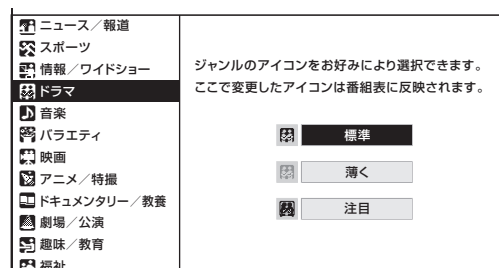 ニュース／報道
スポーツ
情報／ワイドショー
ドラマ
音楽
バラエティ
映画
アニメ／特撮
ドキュメンタリー／教養
劇場／公演
趣味／教育
福祉
ジャンルのアイコンをお好みにより選択できます。
ここで変更したアイコンは番組表に反映されます。
標準
薄く
注目